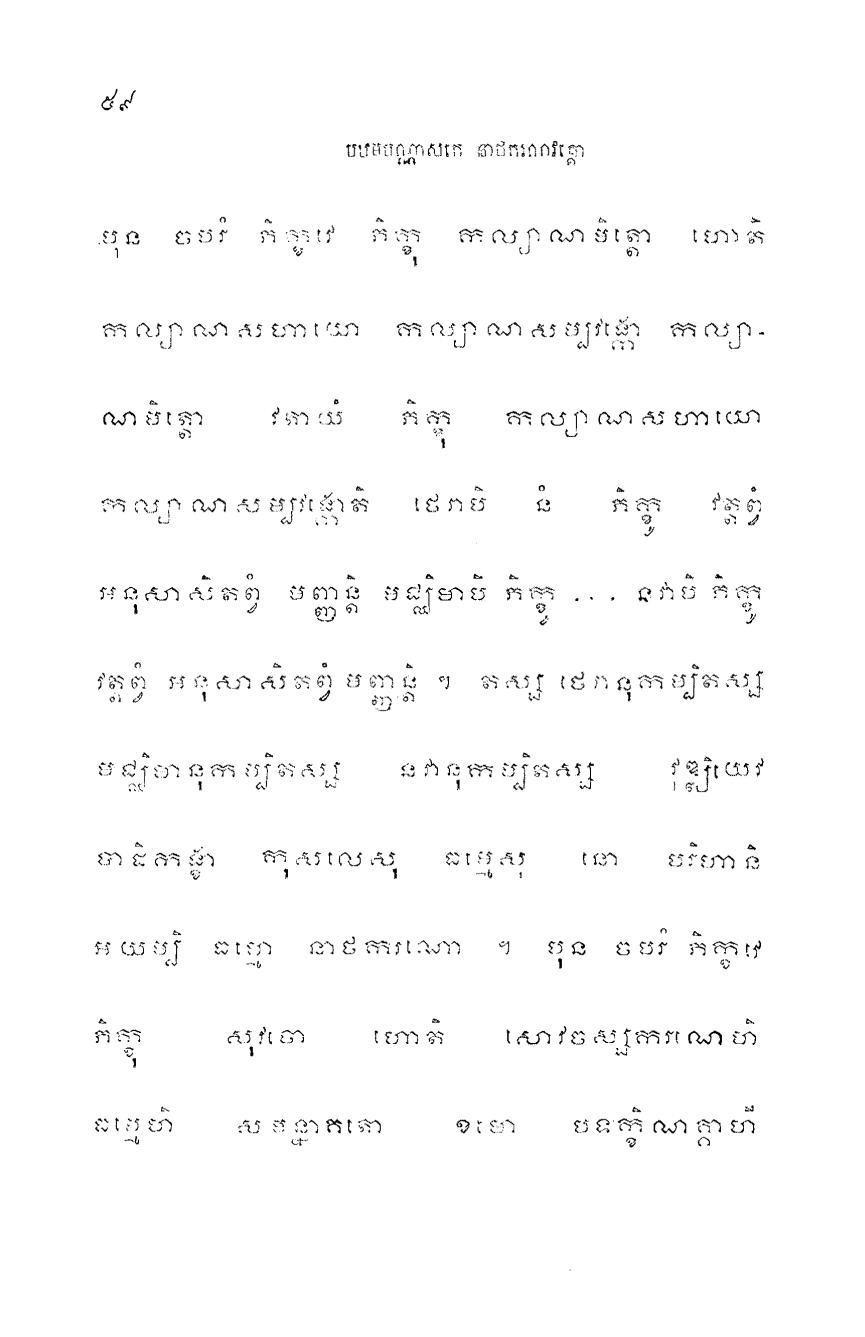 ៥៩
បឋមបណ្ណាសកេ នាថករណវគ្គោ
បុន ចបរំ ភិក្ខវេ ភិក្ខុ កល្យាណមិត្តោ ហោតិ
កល្យាណសហាយោ កល្យាណសម្បវង្កោ កល្យា-
ណមិត្តោ វតាយំ ភិក្ខុ កល្យាណសហាយោ
កល្យាណសម្បវង្កោតិ ថេរាបិ នំ ភិក្ខូ វត្តព្វំ
អនុសាសិតព្វំ មញ្ញន្តិ មជ្ឈិមាបិ ភិក្ខូ ... នវាបិ ភិក្ខូ
វត្តព្វំ អនុសាសិតព្វំ មញ្ញន្តិ ។ តស្ស ថេរានុកម្បិតស្ស
មជ្ឈិមានុកម្បិតស្ស នវានុកម្បិតស្ស វុឌ្ឍិយេវ
បាដិកង្ខា កុសលេសុ ធម្មេសុ នោ បរិហានិ
អយម្បិ ធម្មោ នាថករណោ ។ បុន ចបរំ ភិក្ខវេ
ភិក្ខុ សុវចោ ហោតិ សោវចស្សករណេហិ
ធម្មេហិ សមន្នាគតោ ខមោ បទក្ខិណគ្គាហី